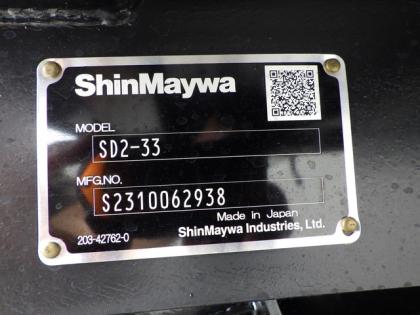 ShinMaywa
MODEL
SD2-33
MFG.NO.
S2310062938
Made in Japan
ShinMaywa Industries, Ltd.
203-42762-0